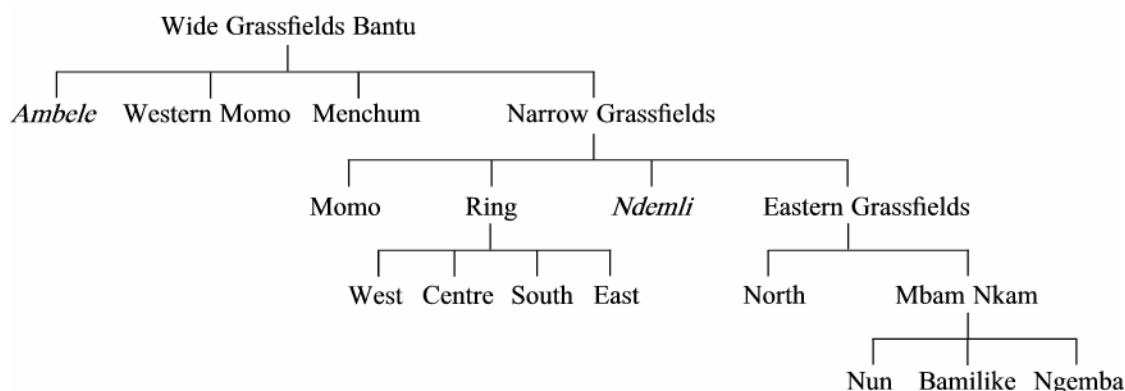 Wide Grassfields Bantu
Ambele Western Momo Menchum Narrow Grassfields
Momo Ring Ndemli Eastern Grassfields
West Centre South East North Mbam Nkam
Nun Bamilike Ngemba